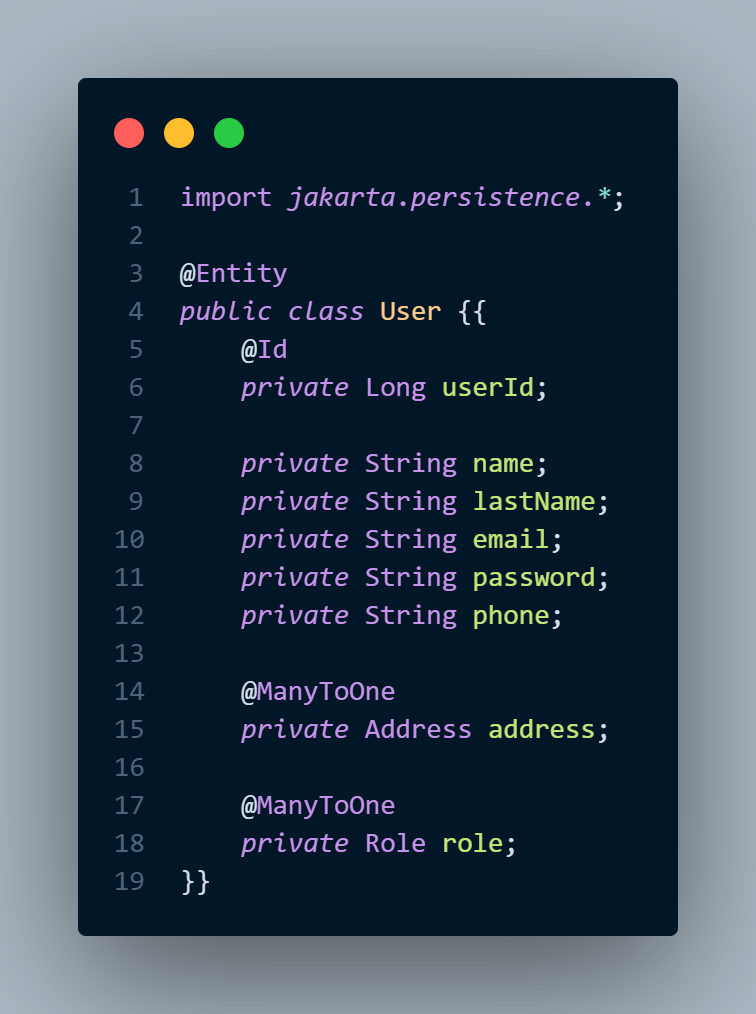 1 import jakarta.persistence.*;
2
3 @Entity
4 public class User {{
5     @Id
6     private Long userId;
7
8     private String name;
9     private String lastName;
10     private String email;
11     private String password;
12     private String phone;
13
14     @ManyToOne
15     private Address address;
16
17     @ManyToOne
18     private Role role;
19 }}